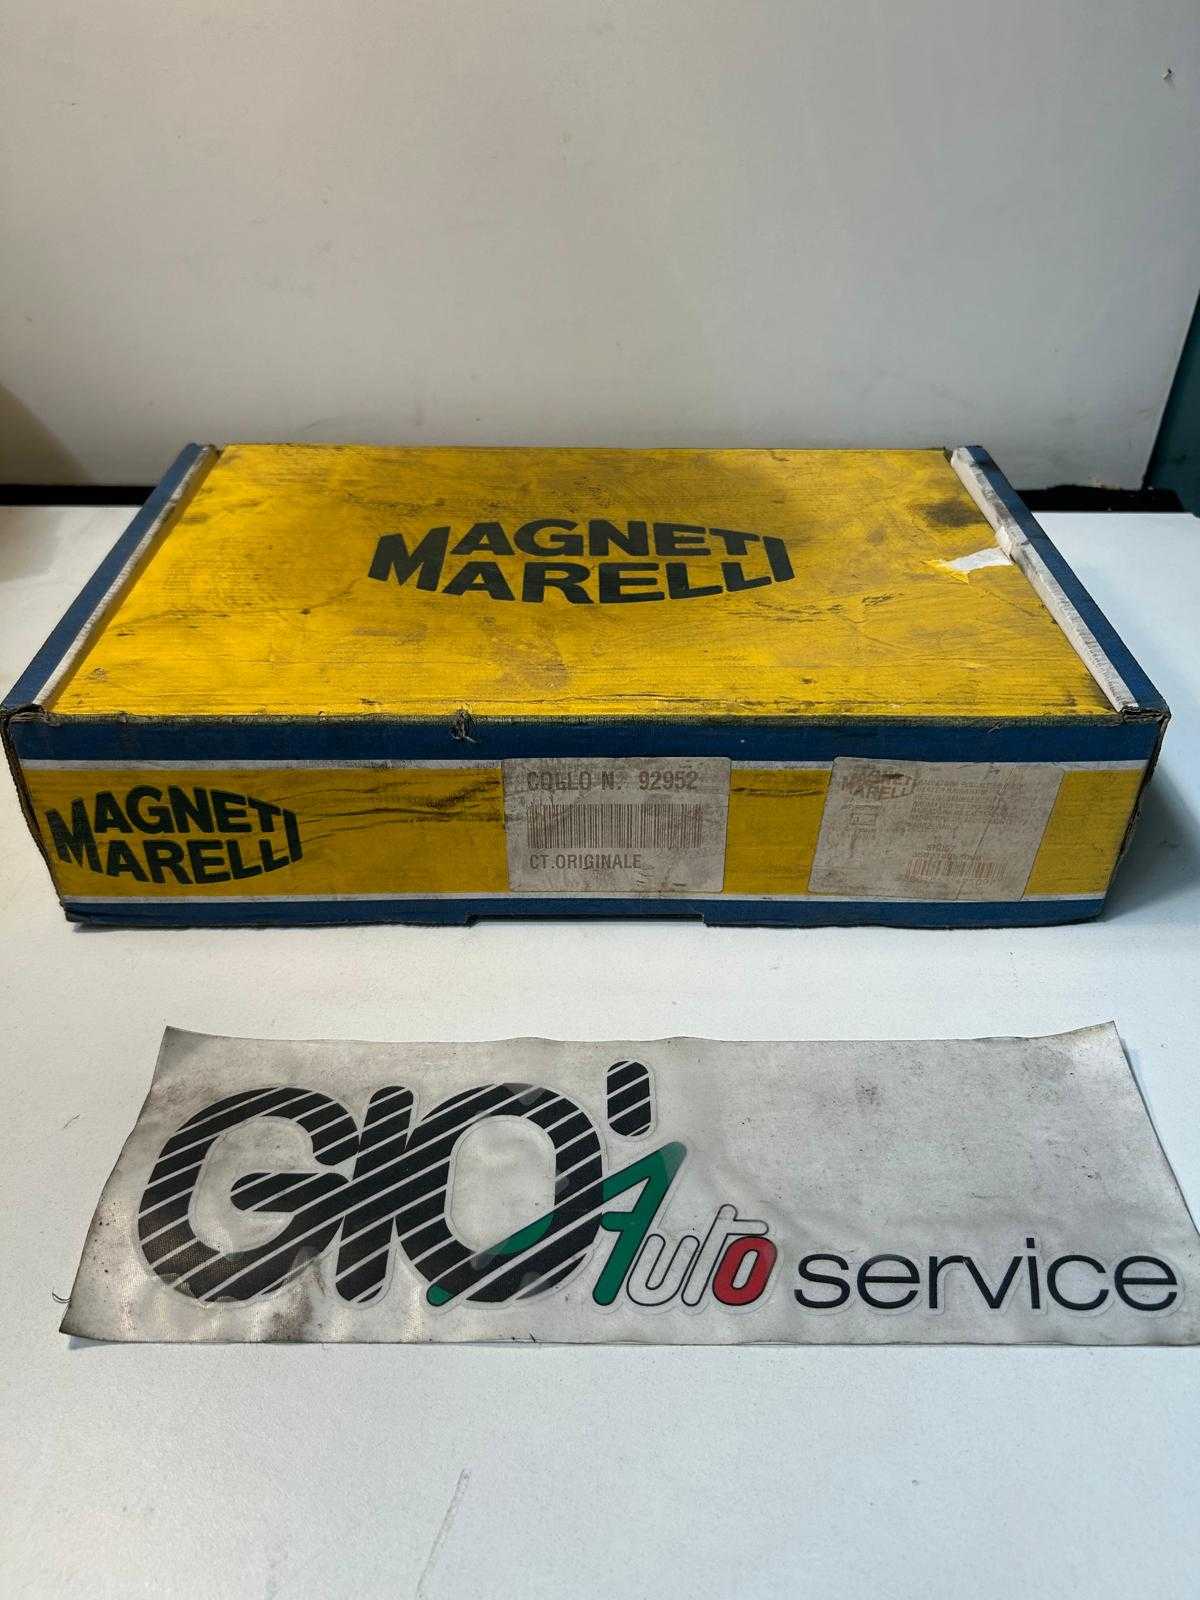 MAGNETI
MARELLI
MAGNETI
MARELLI
COLLO N. 92952
CT.ORIGINALE
MAGNETI
MARELLI
GIO'
Auto service